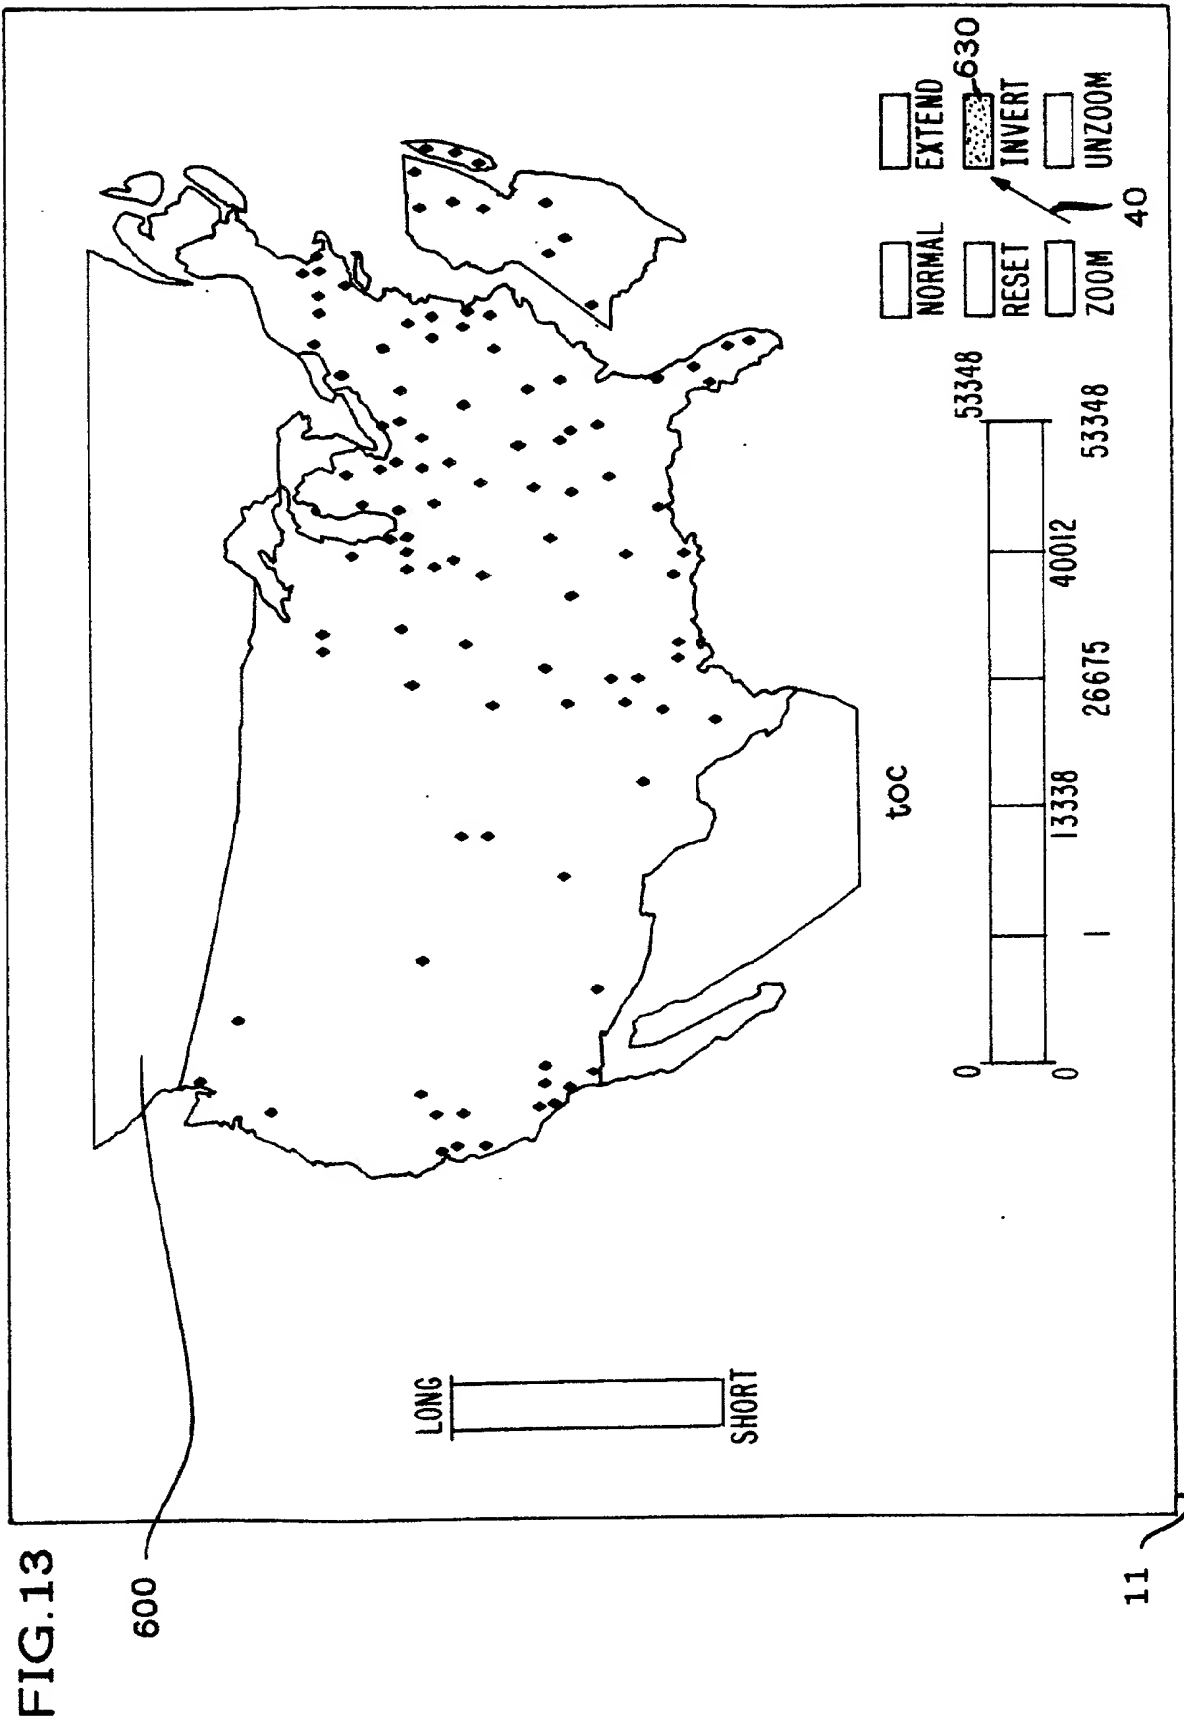 FIG.13
600
LONG
SHORT
toc
0
53348
0
1
13338
26675
40012
53348
NORMAL
EXTEND
RESET
INVERT
630
ZOOM
UNZOOM
40
11